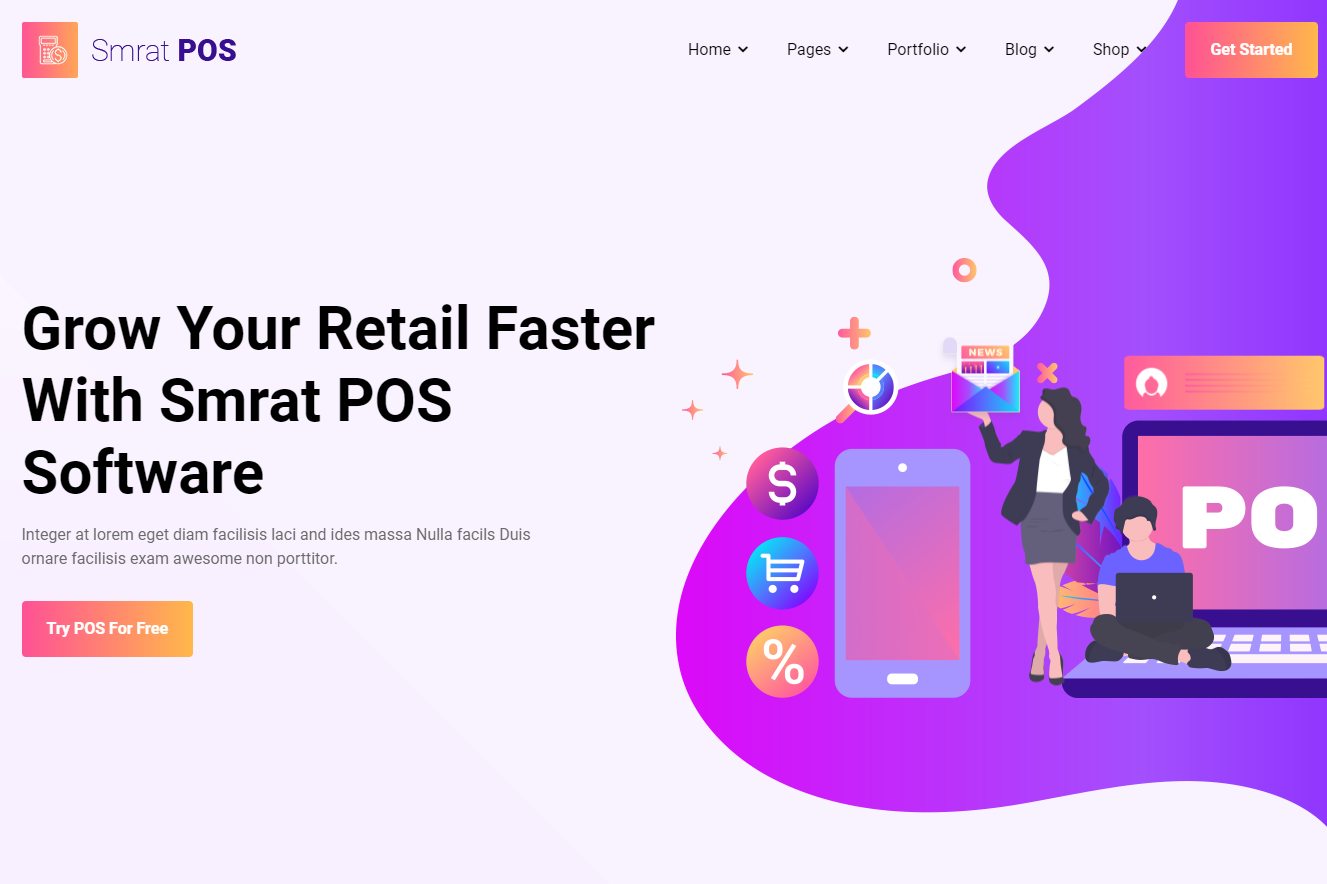 Smrat POS
Home
Pages
Portfolio
Blog
Shop
Get Started
Grow Your Retail Faster
With Smrat POS
Software
Integer at lorem eget diam facilisis laci and ides massa Nulla facils Duis
ornare facilisis exam awesome non porttitor.
Try POS For Free
NEWS
$
%
PO